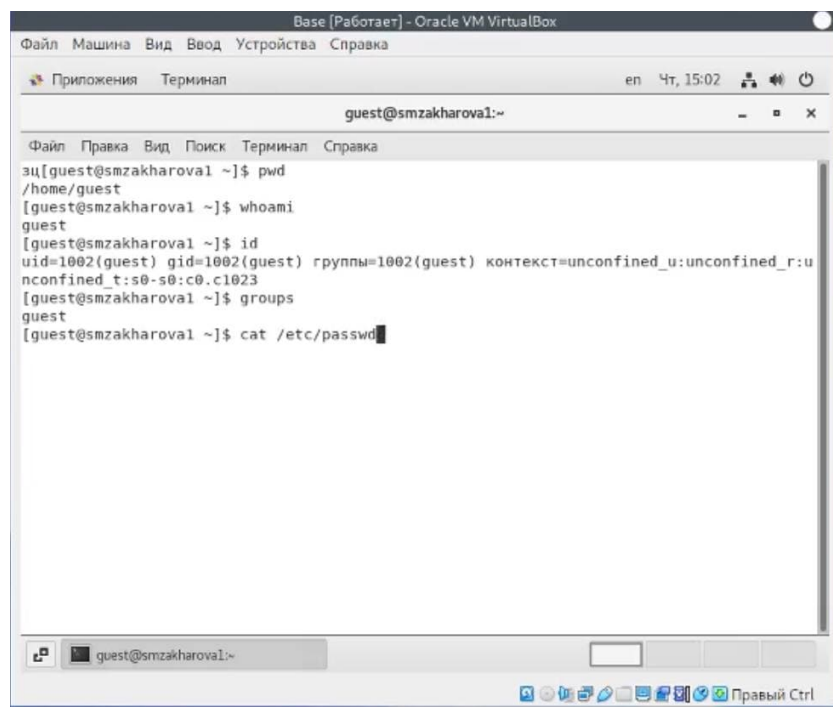 Base [Работает] - Oracle VM VirtualBox
Файл Машина Вид Ввод Устройства Справка
Приложения Терминал en Чт, 15:02
guest@smzakharova1:~
Файл Правка Вид Поиск Терминал Справка
зц[guest@smzakharova1 ~]$ pwd
/home/guest
[guest@smzakharova1 ~]$ whoami
guest
[guest@smzakharova1 ~]$ id
uid=1002(guest) gid=1002(guest) группы=1002(guest) контекст=unconfined_u:unconfined_r:u
nconfined_t:s0-s0:c0.c1023
[guest@smzakharova1 ~]$ groups
guest
[guest@smzakharova1 ~]$ cat /etc/passwd
guest@smzakharova1:~
Правый Ctrl